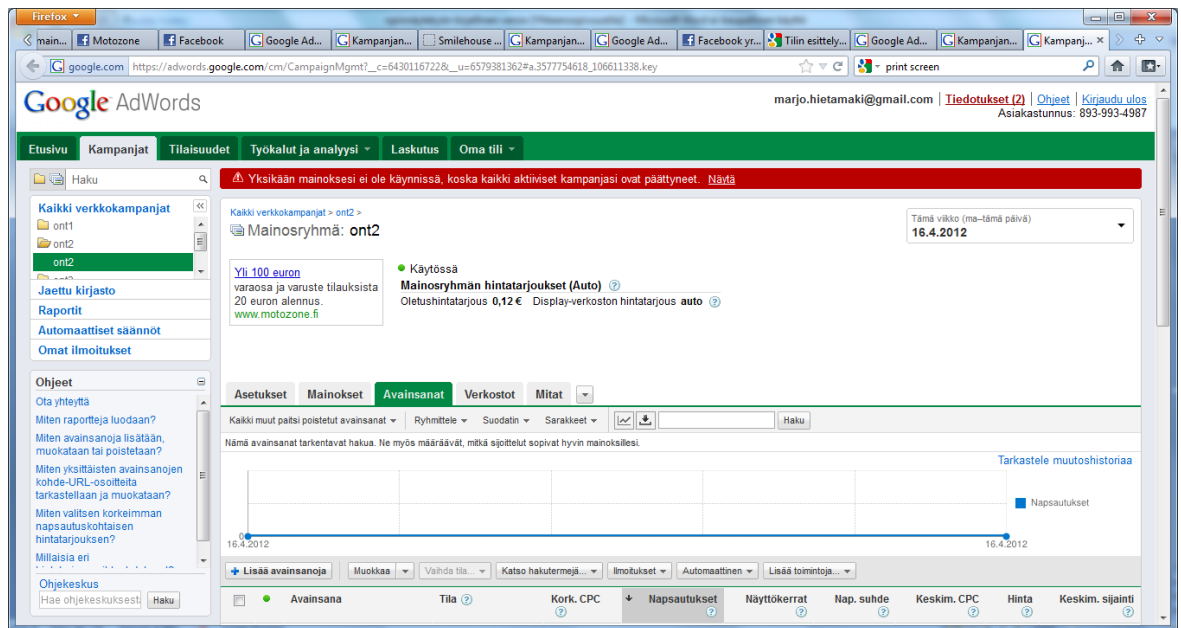 Firefox
main...
Motozone
Facebook
Google Ad...
Kampanjan...
Smilehouse ...
Kampanjan...
Google Ad...
Facebook yr...
Tilin esittely...
Google Ad...
Kampanjan...
Kampanj...
google.com https://adwords.google.com/cm/CampaignMgmt?__c=6430116722&__u=6579381362#a.3577754618_106611338.key
print screen
Google AdWords
marjo.hietamaki@gmail.com | Tiedotukset (2) | Ohjeet | Kirjaudu ulos
Asiakastunnus: 893-993-4987
Etusivu Kampanjat Tilaisuudet Työkalut ja analyysi Laskutus Oma tili
Haku
Yksikään mainoksesi ei ole käynnissä, koska kaikki aktiiviset kampanjasi ovat päättyneet. Näytä
Kaikki verkkokampanjat
ont1
ont2
ont2
Jaettu kirjasto
Raportit
Automaattiset säännöt
Omat ilmoitukset
Kaikki verkkokampanjat > ont2 >
Mainosryhmä: ont2
Tämä viikko (ma–tämä päivä)
16.4.2012
Yli 100 euron
varaosa ja varuste tilauksista
20 euron alennus.
www.motozone.fi
Käytössä
Mainosryhmän hintatarjoukset (Auto)
Oletushintatarjous 0,12 € Display-verkoston hintatarjous auto
Ohjeet
Ota yhteyttä
Miten raportteja luodaan?
Miten avainsanoja lisätään,
muokataan tai poistetaan?
Miten yksittäisten avainsanojen
kohde-URL-osoitteita
tarkastellaan ja muokataan?
Miten valitsen korkeimman
napsautuskohtaisen
hintatarjouksen?
Millaisia eri
Ohjekeskus
Hae ohjekeskuksest
Haku
Asetukset Mainokset Avainsanat Verkostot Mitat
Kaikki muut paitsi poistetut avainsanat Ryhmittele Suodatin Sarakkeet Haku
Nämä avainsanat tarkentavat hakua. Ne myös määräävät, mitkä sijoittelut sopivat hyvin mainoksillesi.
Tarkastele muutoshistoriaa
Napsautukset
0
16.4.2012 16.4.2012
Lisää avainsanoja Muokkaa Vaihda tila... Katso hakutermejä... Ilmoitukset Automaattinen Lisää toimintoja...
Avainsana Tila Kork. CPC Napsautukset Näyttökerrat Nap. suhde Keskim. CPC Hinta Keskim. sijainti